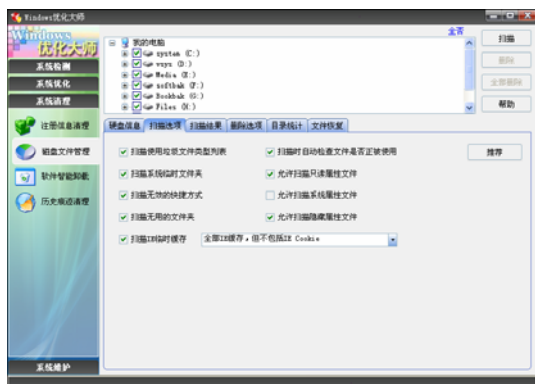 Windows优化大师
Windows
优化大师
系统检测
系统优化
系统清理
注册信息清理
磁盘文件管理
软件智能卸载
历史痕迹清理
系统维护
全否
我的电脑
system (C:)
vsys (D:)
Media (E:)
softbak (F:)
Bookbak (G:)
Files (H:)
扫描
删除
全部删除
帮助
硬盘信息 扫描选项 扫描结果 删除选项 目录统计 文件恢复
扫描使用垃圾文件类型列表 扫描时自动检查文件是否正被使用 推荐
扫描系统临时文件夹 允许扫描只读属性文件
扫描无效的快捷方式 允许扫描系统属性文件
扫描无用的文件夹 允许扫描隐藏属性文件
扫描IE临时缓存 全部IE缓存，但不包括IE Cookie